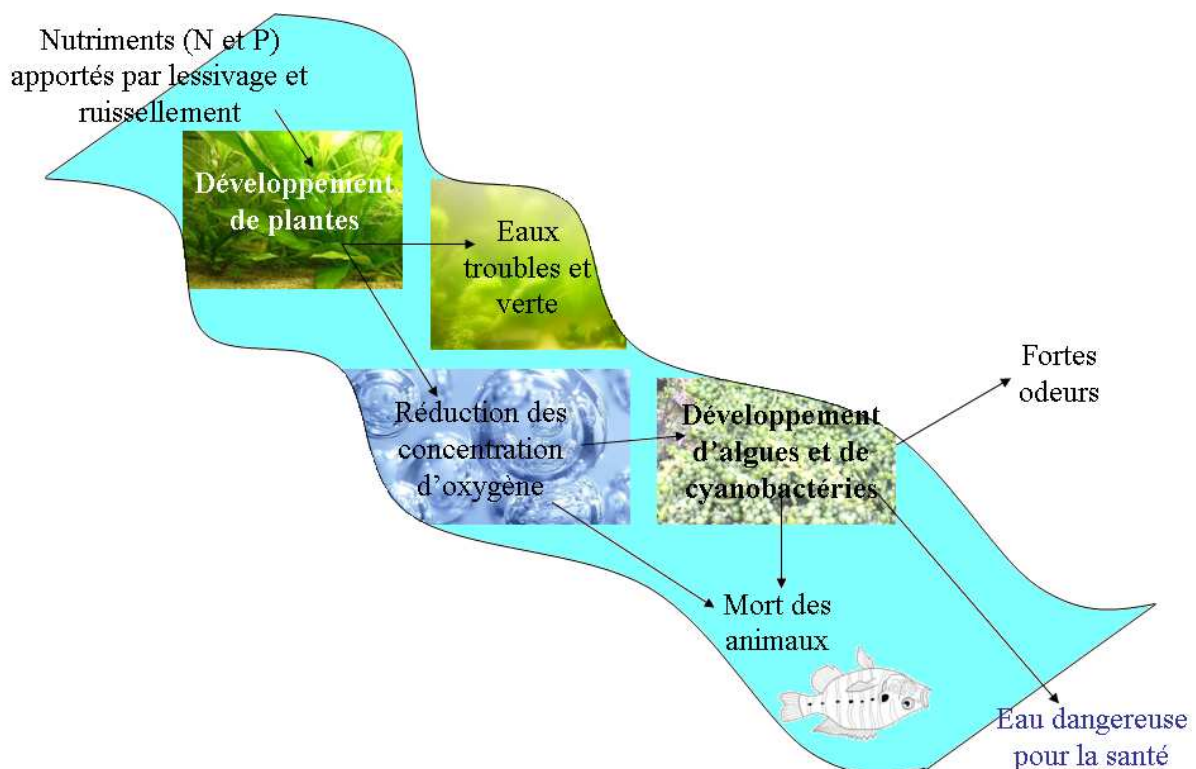 Nutriments (N et P)
apportés par lessivage et
ruissellement
Développement
de plantes
Eaux
troubles et
verte
Fortes
odeurs
Réduction des
concentration
d'oxygène
Développement
d'algues et de
cyanobactéries
Mort des
animaux
Eau dangereuse
pour la santé